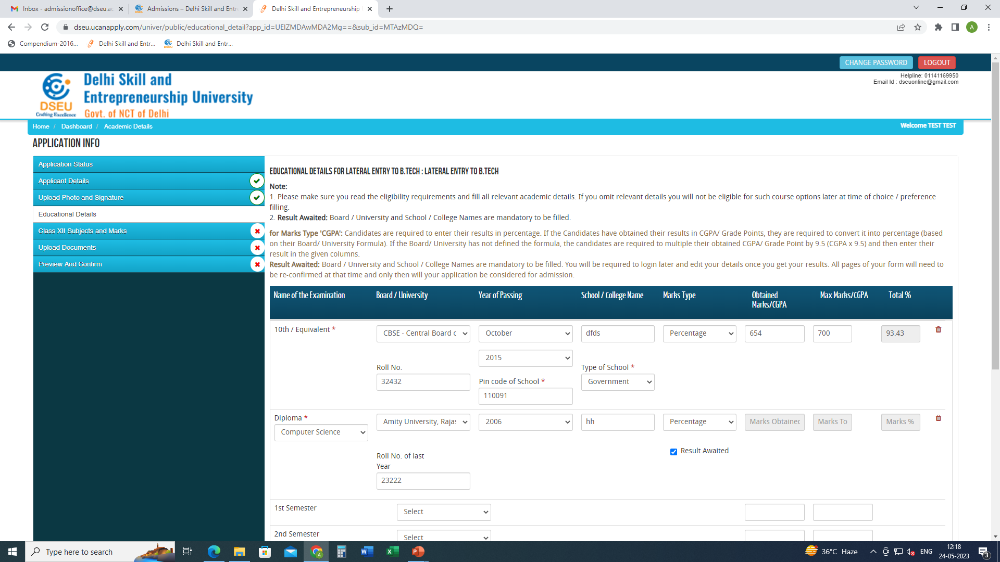 Inbox - admissionoffice@dseu.ac
Admissions – Delhi Skill and Entr
Delhi Skill and Entrepreneurship
dseu.ucanapply.com/univer/public/educational_detail?app_id=UElZMDAwMDA2Mg==&sub_id=MTAzMDQ=
A
Compendium-2016...
Delhi Skill and Entr...
Delhi Skill and Entr...
CHANGE PASSWORD
LOGOUT
Helpline: 01141169950
Email Id : dseuonline@gmail.com
DSEU
Crafting Excellence
Delhi Skill and
Entrepreneurship University
Govt. of NCT of Delhi
Home / Dashboard / Academic Details
Welcome TEST TEST
APPLICATION INFO
Application Status
Applicant Details
Upload Photo and Signature
Educational Details
Class XII Subjects and Marks
Upload Documents
Preview And Confirm
EDUCATIONAL DETAILS FOR LATERAL ENTRY TO B.TECH : LATERAL ENTRY TO B.TECH
Note:
1. Please make sure you read the eligibility requirements and fill all relevant academic details. If you omit relevant details you will not be eligible for such course options later at time of choice / preference
filling.
2. Result Awaited: Board / University and School / College Names are mandatory to be filled.
for Marks Type 'CGPA': Candidates are required to enter their results in percentage. If the Candidates have obtained their results in CGPA/ Grade Points, they are required to convert it into percentage (based
on their Board/ University Formula). If the Board/ University has not defined the formula, the candidates are required to multiple their obtained CGPA/ Grade Point by 9.5 (CGPA x 9.5) and then enter their
result in the given columns.
Result Awaited: Board / University and School / College Names are mandatory to be filled. You will be required to login later and edit your details once you get your results. All pages of your form will need to
be re-confirmed at that time and only then will your application be considered for admission.
Name of the Examination
Board / University
Year of Passing
School / College Name
Marks Type
Obtained
Marks/CGPA
Max Marks/CGPA
Total %
10th / Equivalent *
CBSE - Central Board o
October
dfds
Percentage
654
700
93.43
2015
Roll No.
32432
Pin code of School *
110091
Type of School *
Government
Diploma *
Computer Science
Amity University, Rajas
2006
hh
Percentage
Marks Obtained
Marks To
Marks %
Result Awaited
Roll No. of last
Year
23222
1st Semester
Select
2nd Semester
Select
Type here to search
A
W
X
P
36°C Haze
ENG
12:18
24-05-2023
3